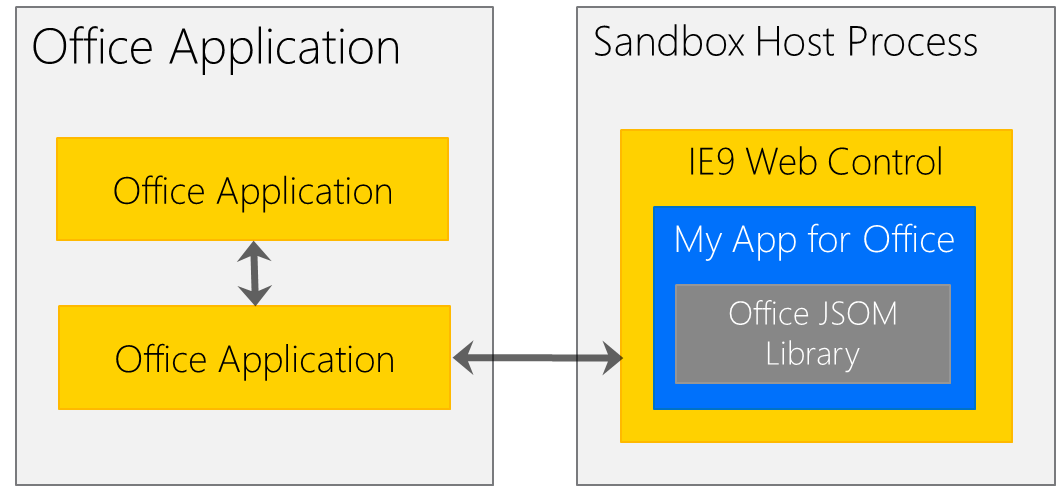 Office Application
Office Application
Office Application
Sandbox Host Process
IE9 Web Control
My App for Office
Office JSOM
Library